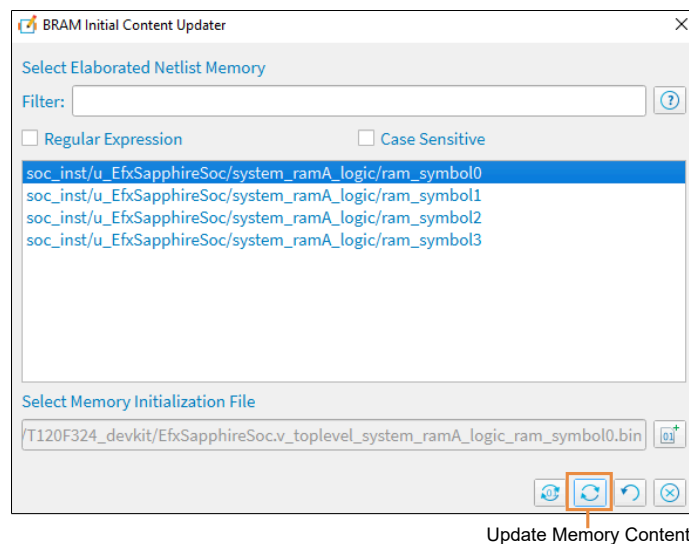 BRAM Initial Content Updater
Select Elaborated Netlist Memory
Filter:
Regular Expression
Case Sensitive
soc_inst/u_EfxSapphireSoc/system_ramA_logic/ram_symbol0
soc_inst/u_EfxSapphireSoc/system_ramA_logic/ram_symbol1
soc_inst/u_EfxSapphireSoc/system_ramA_logic/ram_symbol2
soc_inst/u_EfxSapphireSoc/system_ramA_logic/ram_symbol3
Select Memory Initialization File
/T120F324_devkit/EfxSapphireSoc.v_toplevel_system_ramA_logic_ram_symbol0.bin
Update Memory Content